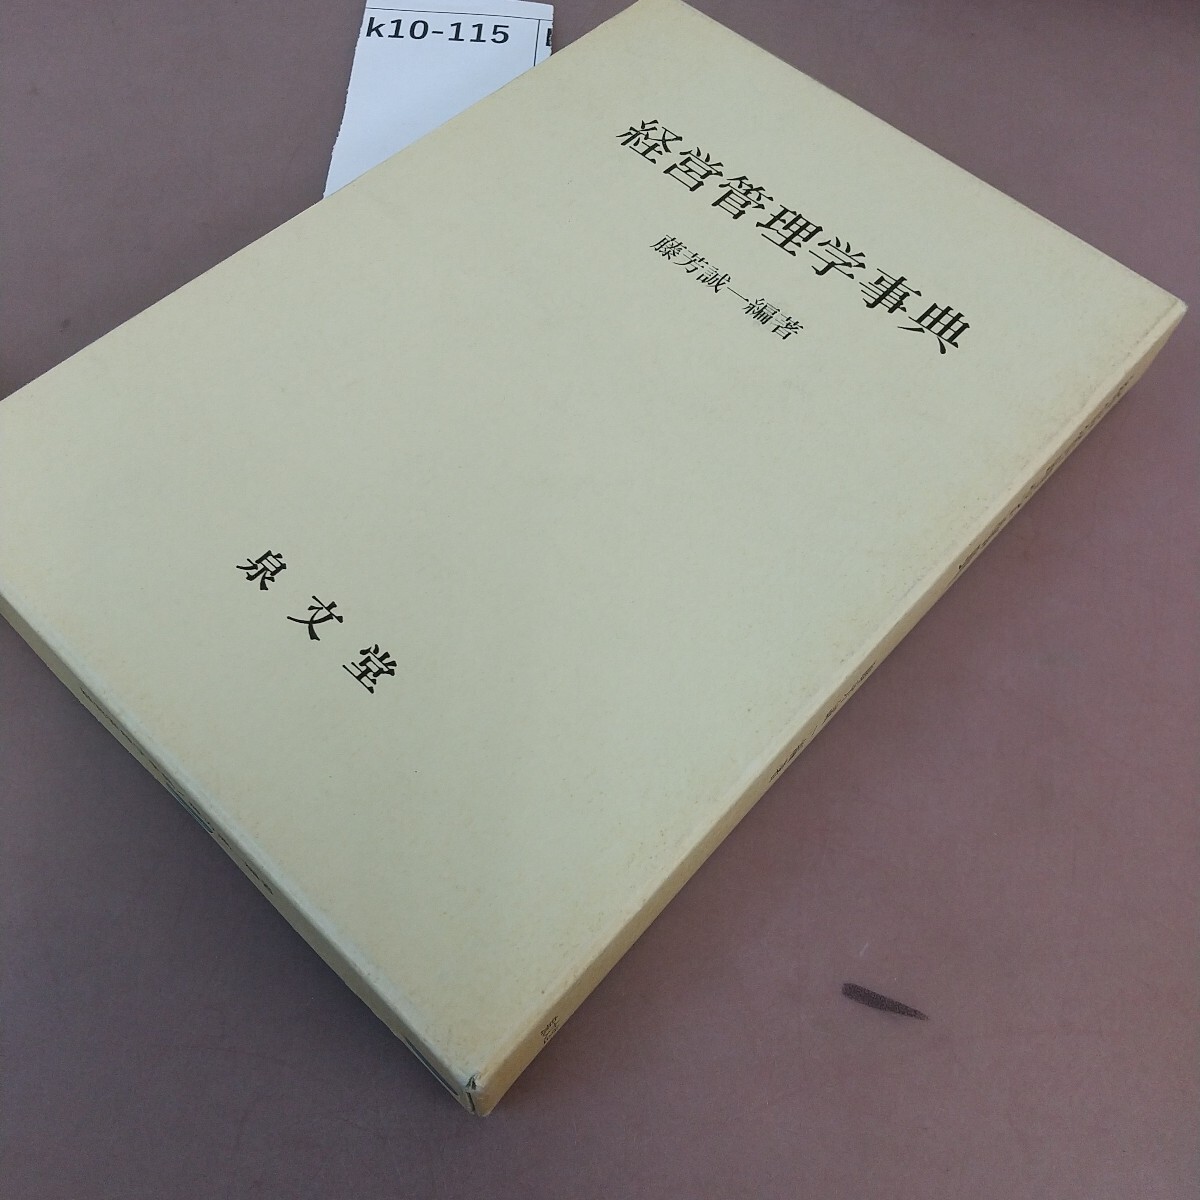 k10-115
経営管理学事典
藤芳誠一編著
泉文堂